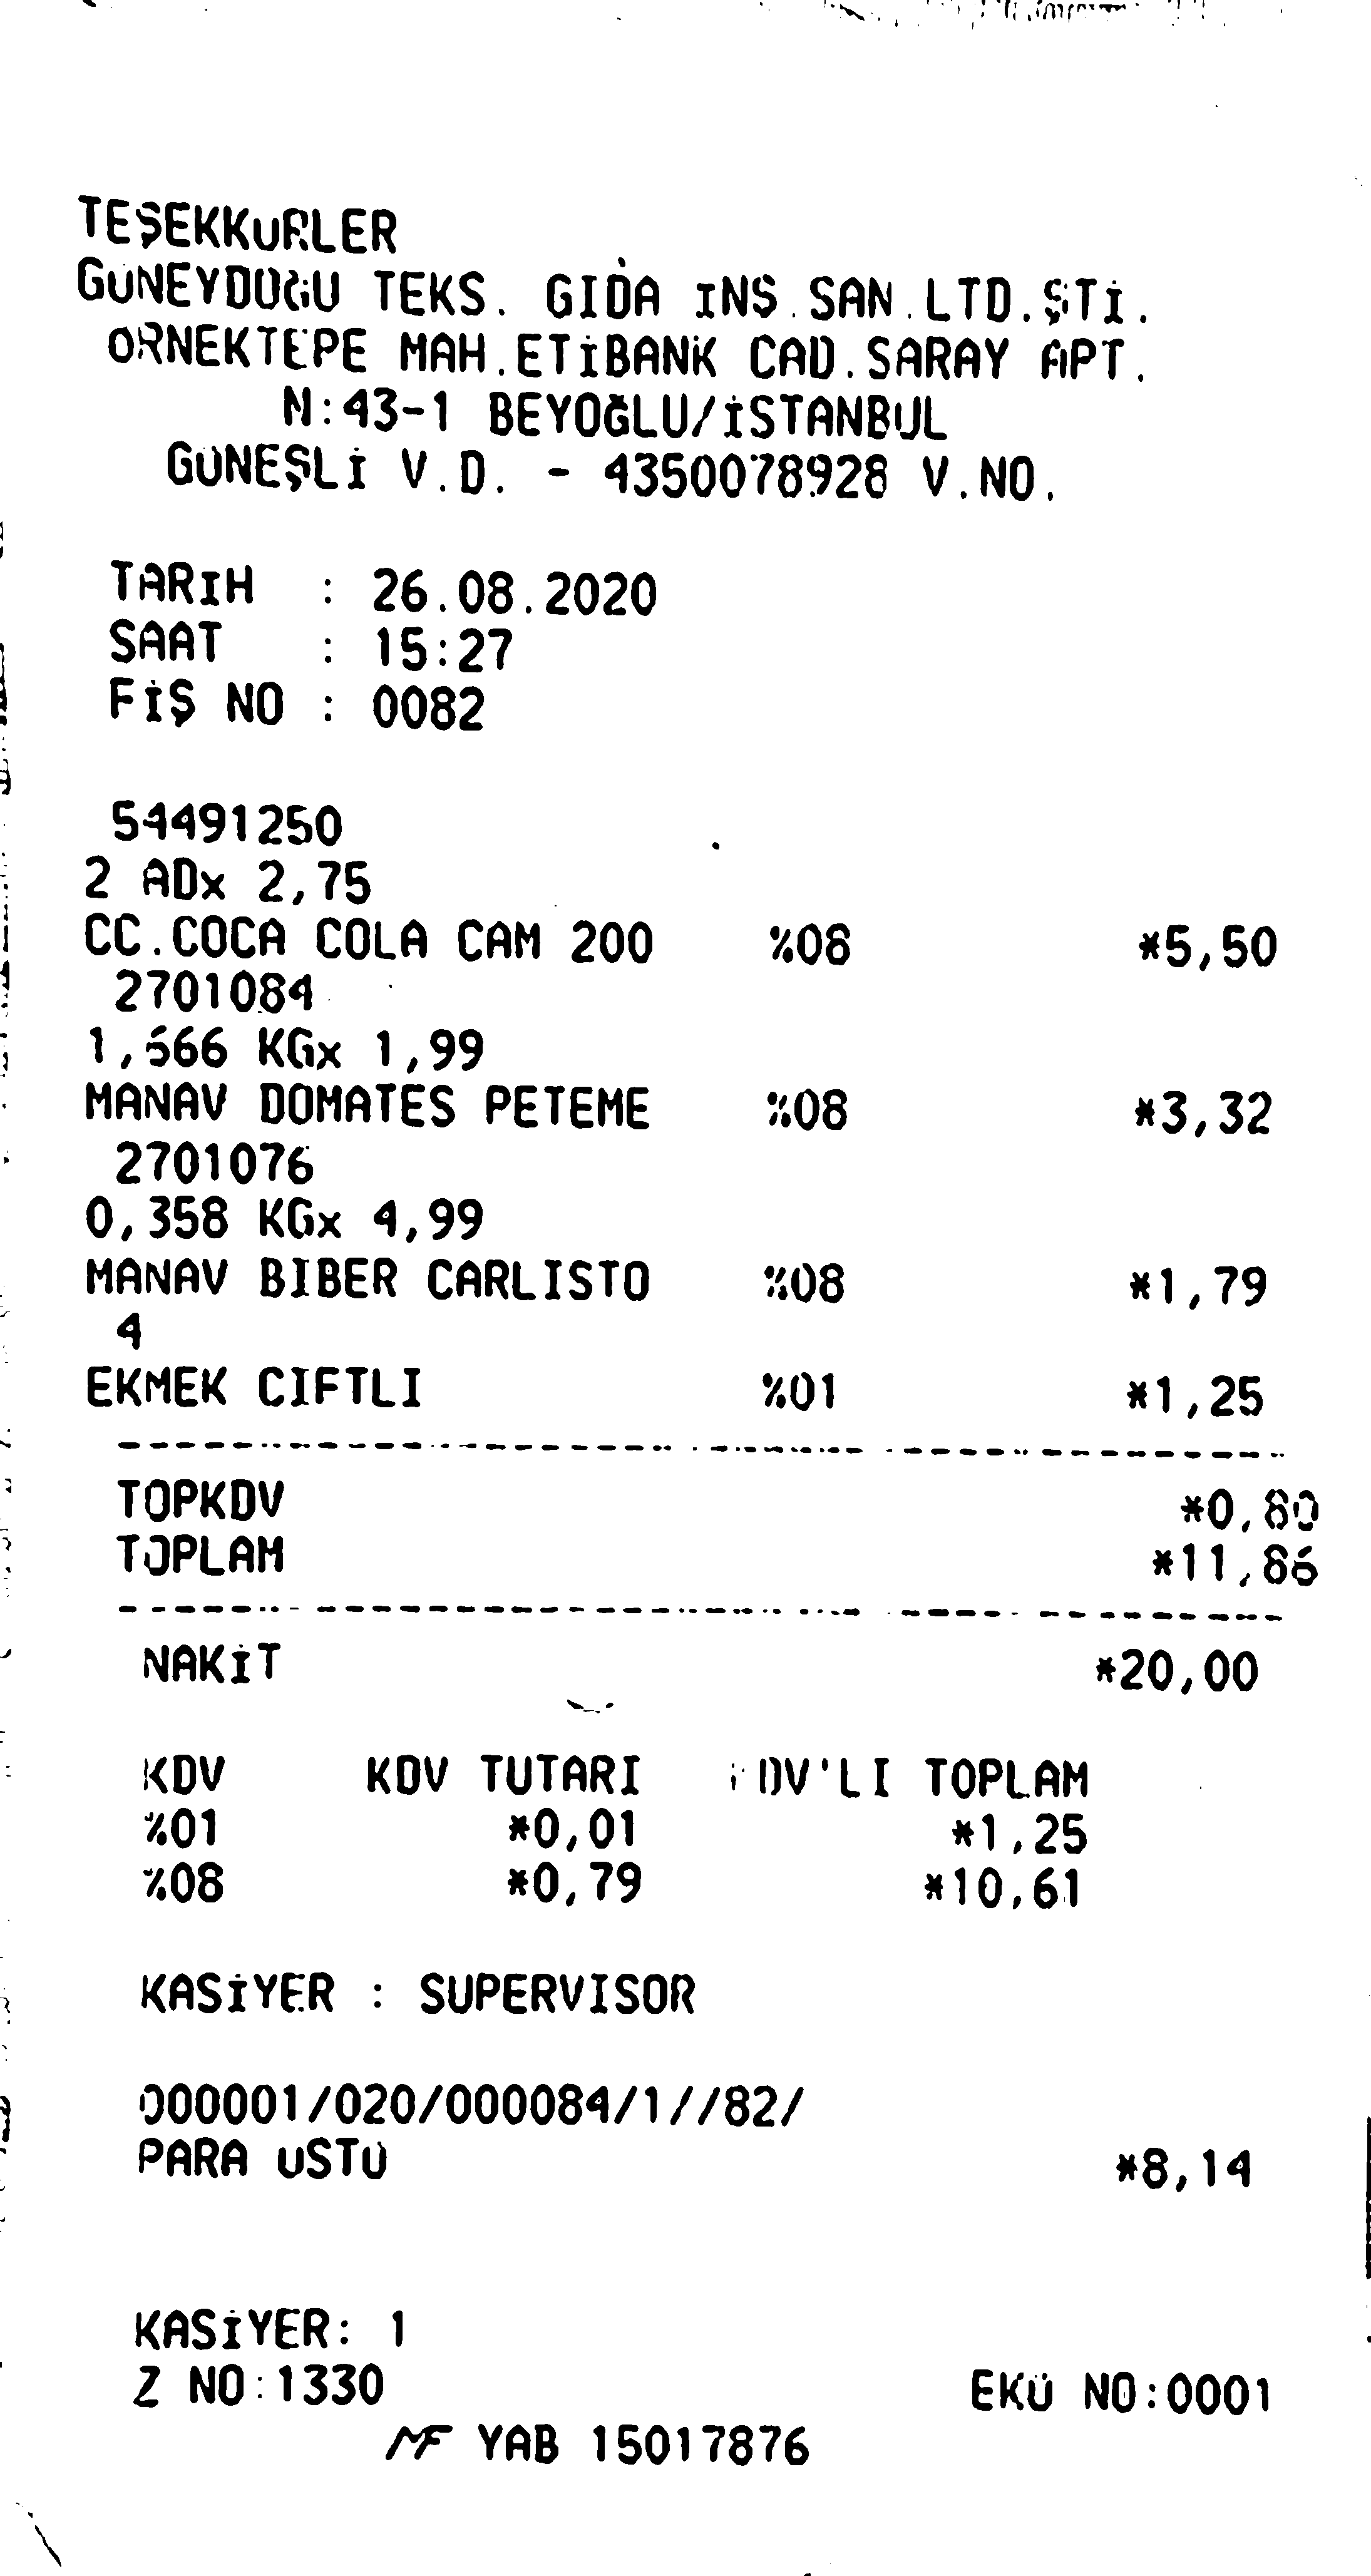 TEŞEKKÜRLER
GÜNEYDOĞU TEKS. GIDA INS.SAN.LTD.ŞTİ.
ÖRNEKTEPE MAH.ETİBANK CAD.SARAY APT.
N:43-1 BEYOĞLU/İSTANBUL
GÜNEŞLİ V.D. - 4350078928 V.NO.
TARIH : 26.08.2020
SAAT : 15:27
FİŞ NO : 0082
54491250
2 ADx 2,75
CC.COCA COLA CAM 200 %08 *5,50
2701084
1,666 KGx 1,99
MANAV DOMATES PETEME %08 *3,32
2701076
0,358 KGx 4,99
MANAV BIBER CARLISTO %08 *1,79
4
EKMEK CIFTLI %01 *1,25
TOPKDV *0,80
TOPLAM *11,86
NAKİT *20,00
KDV KDV TUTARI KDV'LI TOPLAM
%01 *0,01 *1,25
%08 *0,79 *10,61
KASİYER : SUPERVISOR
000001/020/000084/1//82/
PARA ÜSTÜ *8,14
KASİYER: 1
Z NO:1330 EKÜ NO:0001
MF YAB 15017876